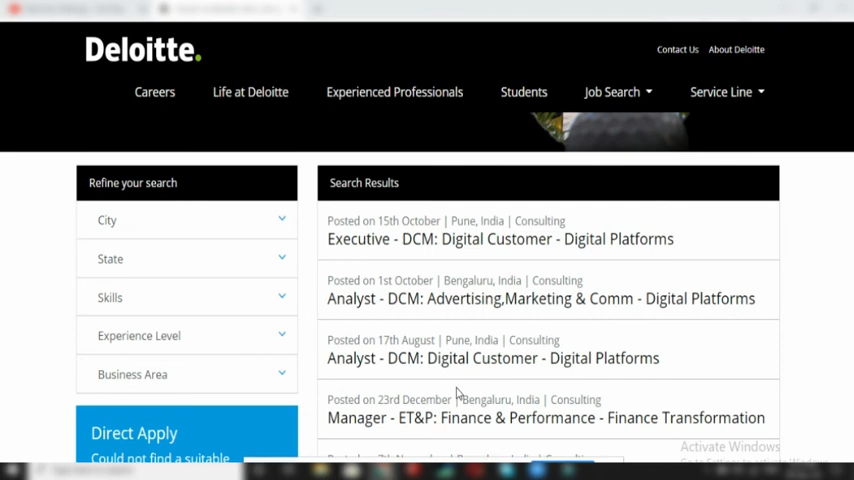 Deloitte.
Contact Us About Deloitte
Careers Life at Deloitte Experienced Professionals Students Job Search Service Line
Refine your search
City
State
Skills
Experience Level
Business Area
Direct Apply
Could not find a suitable
Search Results
Posted on 15th October | Pune, India | Consulting
Executive - DCM: Digital Customer - Digital Platforms
Posted on 1st October | Bengaluru, India | Consulting
Analyst - DCM: Advertising,Marketing & Comm - Digital Platforms
Posted on 17th August | Pune, India | Consulting
Analyst - DCM: Digital Customer - Digital Platforms
Posted on 23rd December | Bengaluru, India | Consulting
Manager - ET&P: Finance & Performance - Finance Transformation
Activate Windows